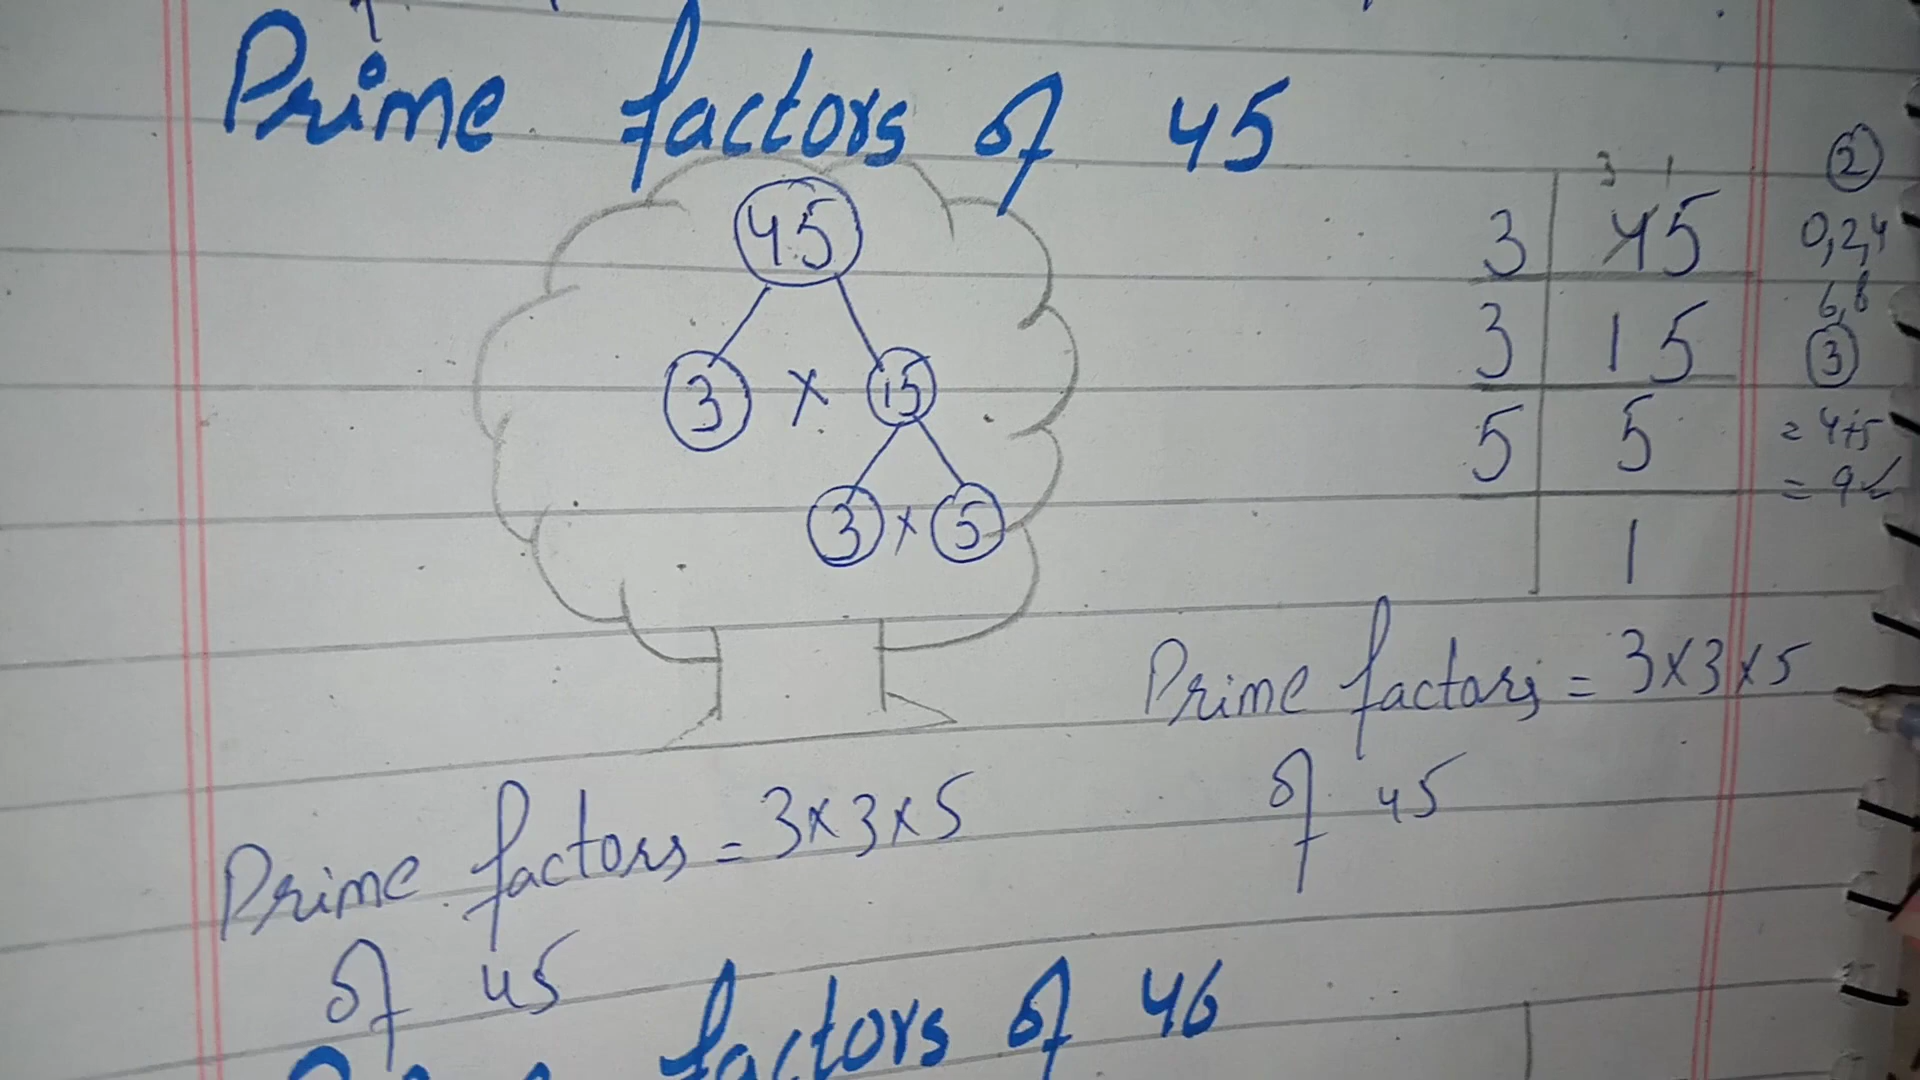 Prime factors of 45
45
3 × 15
3 × 5
Prime factors = 3×3×5
of 45
3 1
3 45
3 15
5 5
1
2
0,2,4
6,8
3
= 4+5
= 9✓
Prime factors = 3×3×5
of 45
factors of 46